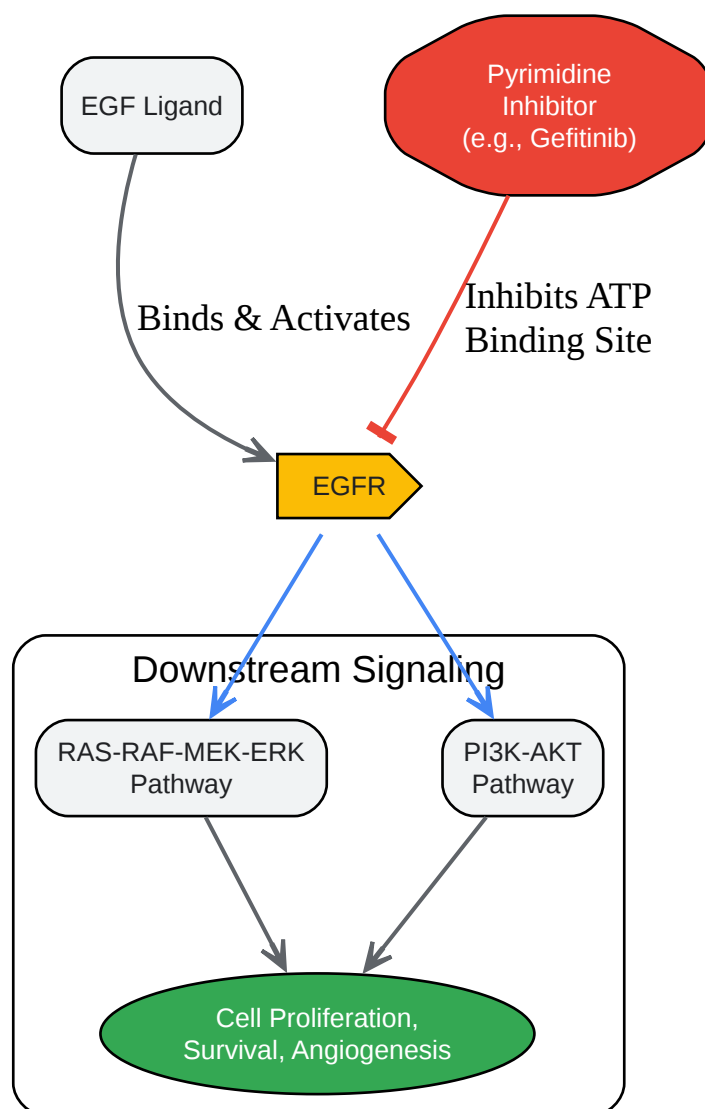 EGF Ligand
Pyrimidine
Inhibitor
(e.g., Gefitinib)
Binds & Activates
Inhibits ATP
Binding Site
EGFR
Downstream Signaling
RAS-RAF-MEK-ERK
Pathway
PI3K-AKT
Pathway
Cell Proliferation,
Survival, Angiogenesis